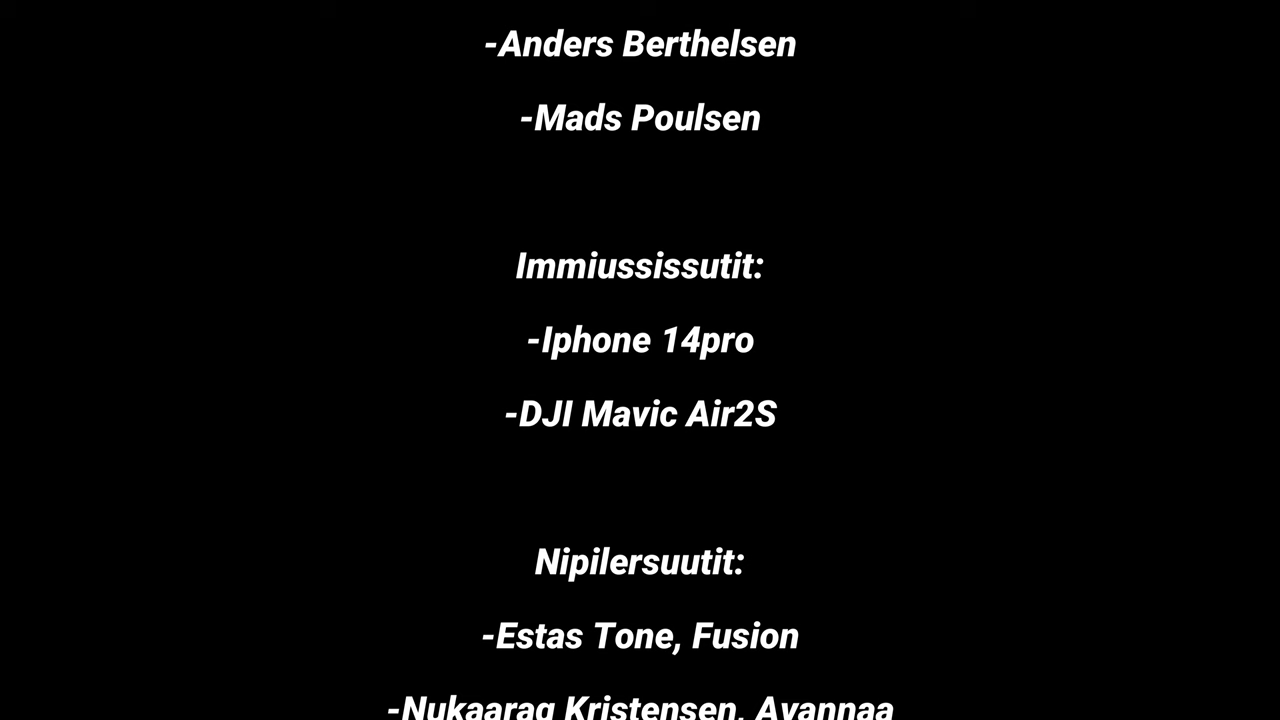 -Anders Berthelsen
-Mads Poulsen
Immiussissutit:
-Iphone 14pro
-DJI Mavic Air2S
Nipilersuutit:
-Estas Tone, Fusion
-Nukaaraq Kristensen, Avannaa